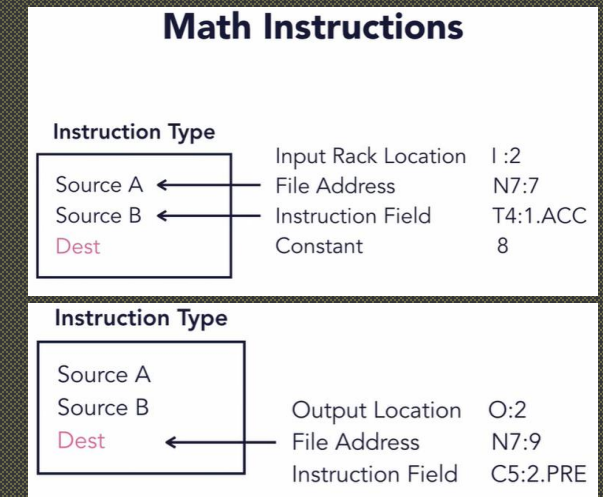 Math Instructions
Instruction Type
Input Rack Location I :2
Source A File Address N7:7
Source B Instruction Field T4:1.ACC
Dest Constant 8
Instruction Type
Source A
Source B Output Location O:2
Dest File Address N7:9
Instruction Field C5:2.PRE